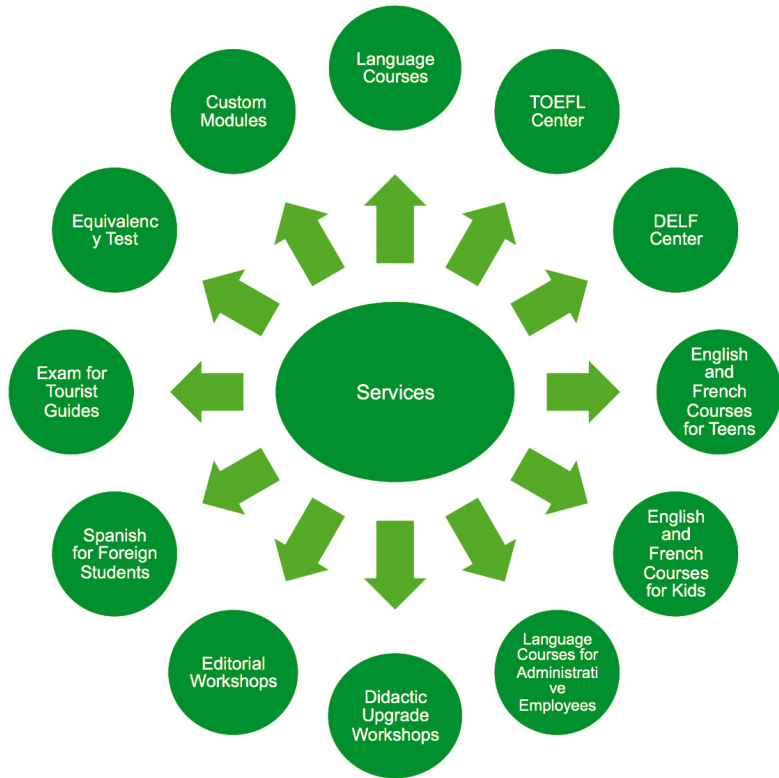 Language
Courses
TOEFL
Center
DELF
Center
English
and
French
Courses
for Teens
English
and
French
Courses
for Kids
Language
Courses for
Administrati
ve
Employees
Didactic
Upgrade
Workshops
Editorial
Workshops
Spanish
for Foreign
Students
Exam for
Tourist
Guides
Equivalenc
y Test
Custom
Modules
Services